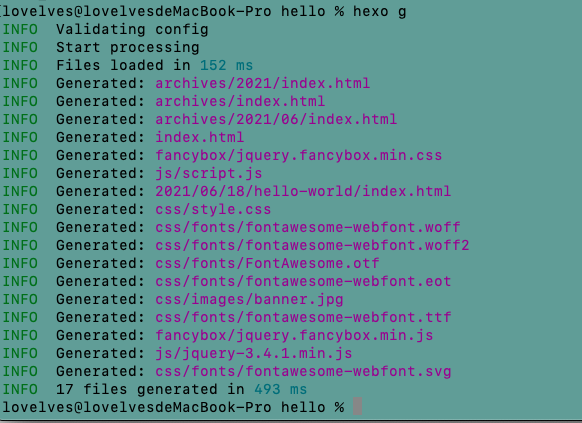 [lovelves@lovelvesdeMacBook-Pro hello % hexo g
INFO  Validating config
INFO  Start processing
INFO  Files loaded in 152 ms
INFO  Generated: archives/2021/index.html
INFO  Generated: archives/index.html
INFO  Generated: archives/2021/06/index.html
INFO  Generated: index.html
INFO  Generated: fancybox/jquery.fancybox.min.css
INFO  Generated: js/script.js
INFO  Generated: 2021/06/18/hello-world/index.html
INFO  Generated: css/style.css
INFO  Generated: css/fonts/fontawesome-webfont.woff
INFO  Generated: css/fonts/fontawesome-webfont.woff2
INFO  Generated: css/fonts/FontAwesome.otf
INFO  Generated: css/fonts/fontawesome-webfont.eot
INFO  Generated: css/images/banner.jpg
INFO  Generated: css/fonts/fontawesome-webfont.ttf
INFO  Generated: fancybox/jquery.fancybox.min.js
INFO  Generated: js/jquery-3.4.1.min.js
INFO  Generated: css/fonts/fontawesome-webfont.svg
INFO  17 files generated in 493 ms
lovelves@lovelvesdeMacBook-Pro hello %